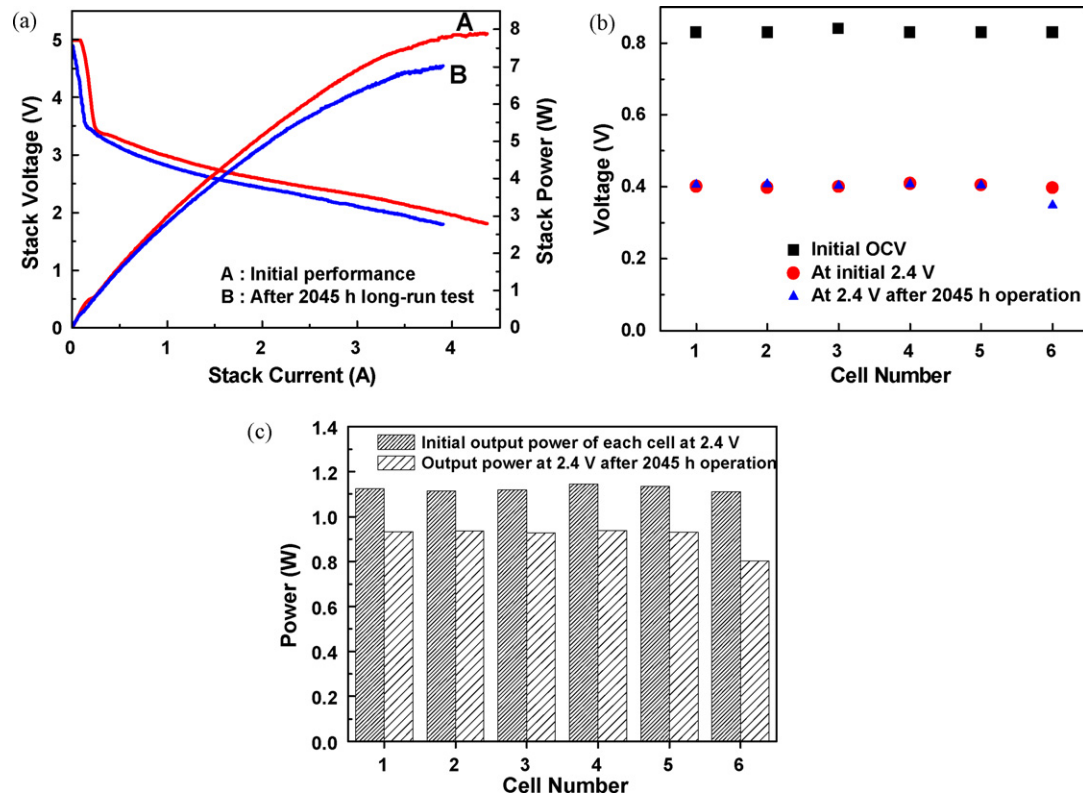 (a)
A
B
5
4
3
2
1
0
Stack Voltage (V)
9
8
7
6
5
4
3
2
1
0
Stack Power (W)
A : Initial performance
B : After 2045 h long-run test
0 1 2 3 4
Stack Current (A)
(b)
0.8
0.6
0.4
0.2
0.0
Voltage (V)
Initial OCV
At initial 2.4 V
At 2.4 V after 2045 h operation
1 2 3 4 5 6
Cell Number
(c)
1.4
1.2
1.0
0.8
0.6
0.4
0.2
0.0
Power (W)
Initial output power of each cell at 2.4 V
Output power at 2.4 V after 2045 h operation
1 2 3 4 5 6
Cell Number